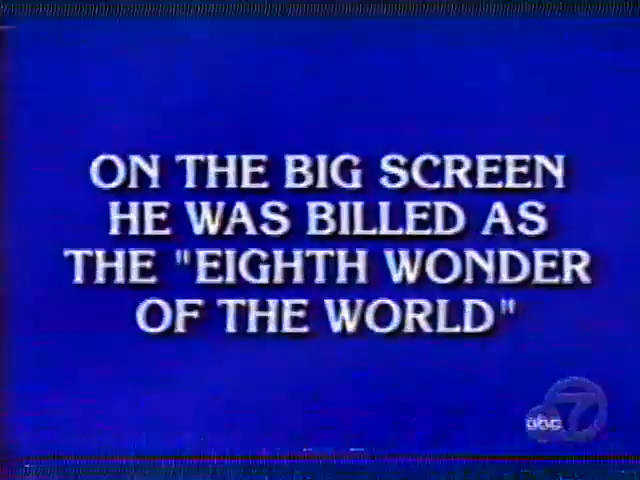 ON THE BIG SCREEN
HE WAS BILLED AS
THE "EIGHTH WONDER
OF THE WORLD"
abc 7